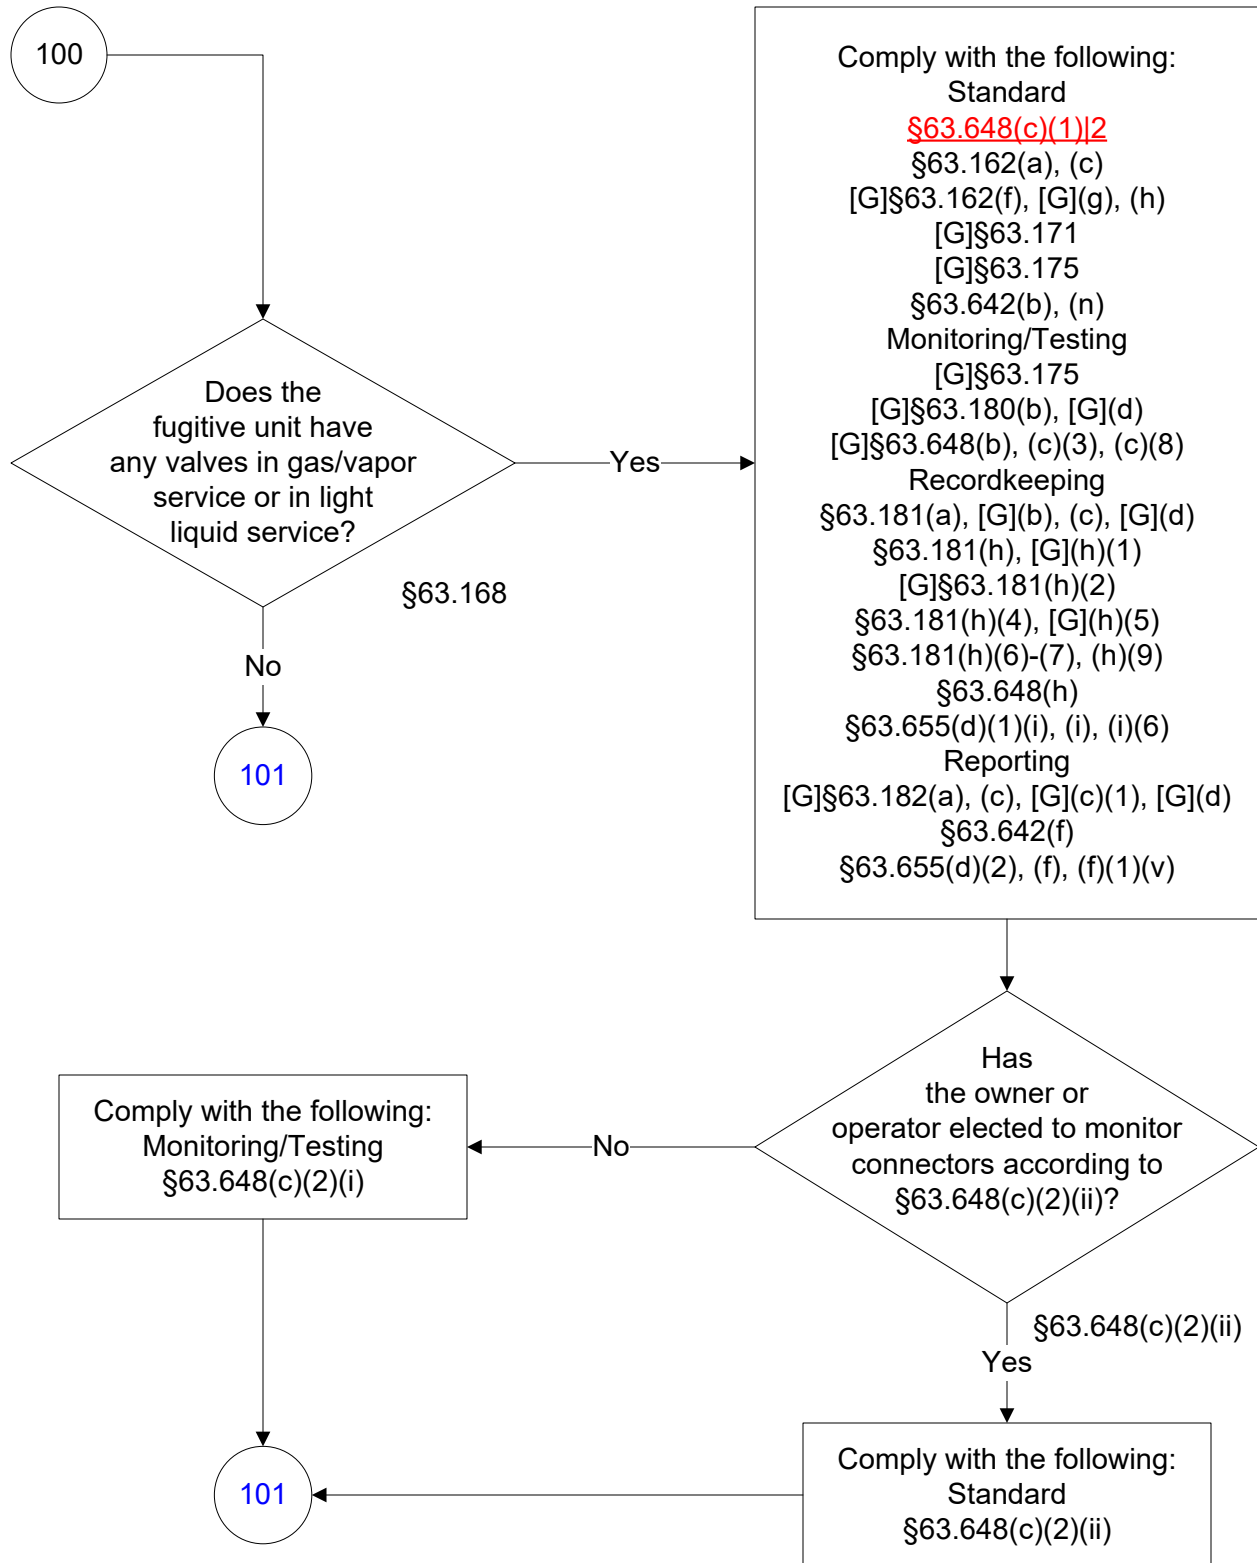 100
Comply with the following:
Standard
§63.648(c)(1)|2
§63.162(a), (c)
[G]§63.162(f), [G](g), (h)
[G]§63.171
[G]§63.175
§63.642(b), (n)
Monitoring/Testing
[G]§63.175
[G]§63.180(b), [G](d)
[G]§63.648(b), (c)(3), (c)(8)
Recordkeeping
§63.181(a), [G](b), (c), [G](d)
§63.181(h), [G](h)(1)
[G]§63.181(h)(2)
§63.181(h)(4), [G](h)(5)
§63.181(h)(6)-(7), (h)(9)
§63.648(h)
§63.655(d)(1)(i), (i), (i)(6)
Reporting
[G]§63.182(a), (c), [G](c)(1), [G](d)
§63.642(f)
§63.655(d)(2), (f), (f)(1)(v)
Does the
fugitive unit have
any valves in gas/vapor
service or in light
liquid service?
Yes
§63.168
No
101
Has
the owner or
operator elected to monitor
connectors according to
§63.648(c)(2)(ii)?
No
Comply with the following:
Monitoring/Testing
§63.648(c)(2)(i)
§63.648(c)(2)(ii)
Yes
Comply with the following:
Standard
§63.648(c)(2)(ii)
101